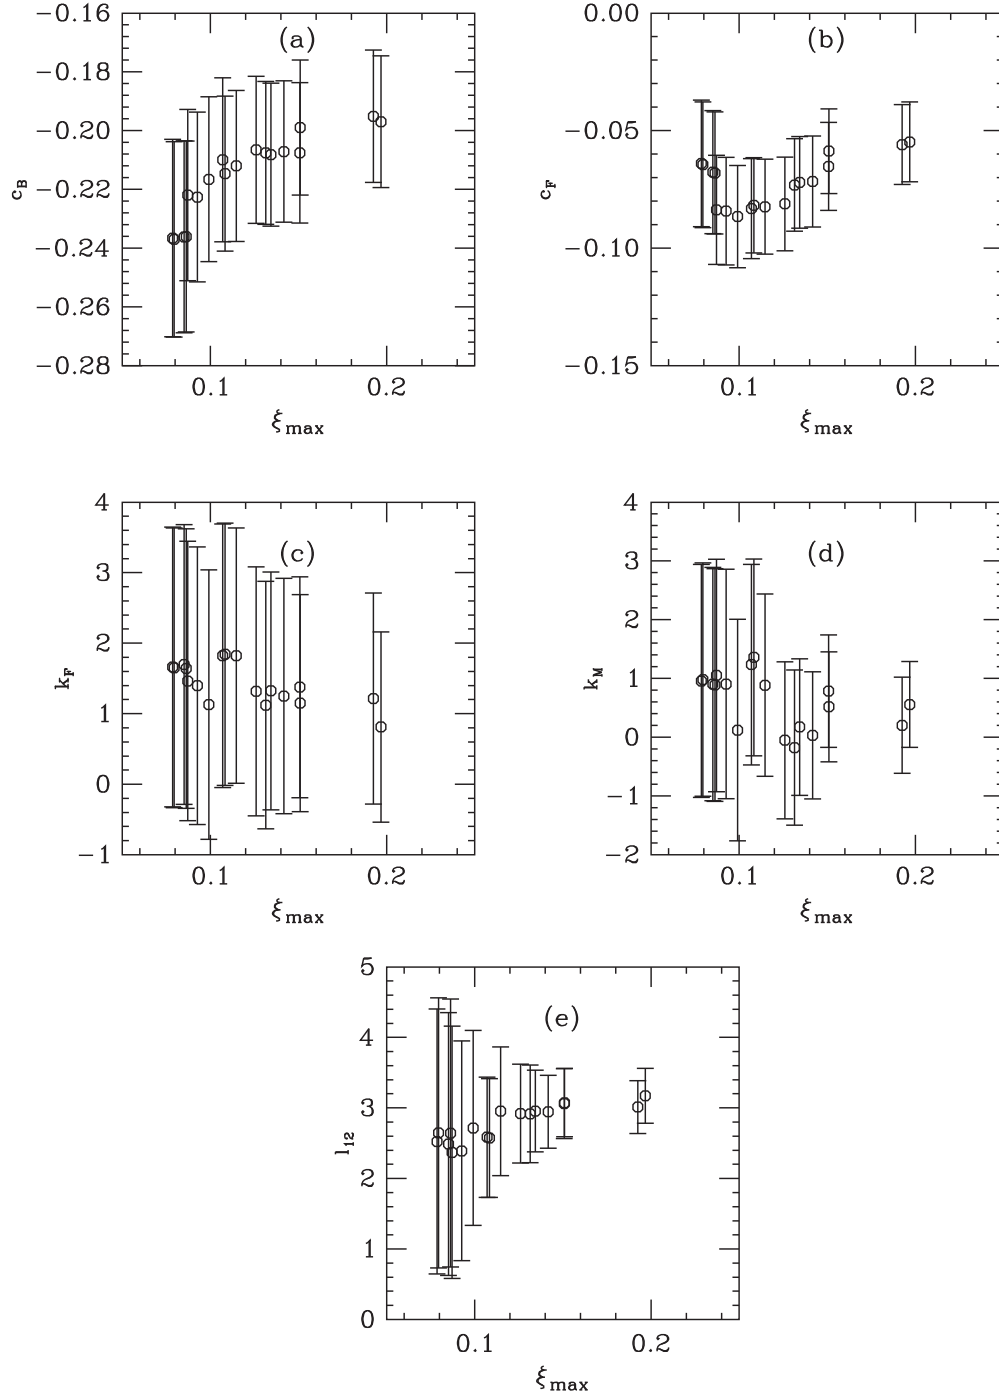 (a)
−0.16
−0.18
−0.20
−0.22
−0.24
−0.26
−0.28
c_B
0.1 0.2
ξ_max
(b)
0.00
−0.05
−0.10
−0.15
c_F
0.1 0.2
ξ_max
(c)
4
3
2
1
0
−1
k_F
0.1 0.2
ξ_max
(d)
4
3
2
1
0
−1
−2
k_M
0.1 0.2
ξ_max
(e)
5
4
3
2
1
0
l_12
0.1 0.2
ξ_max